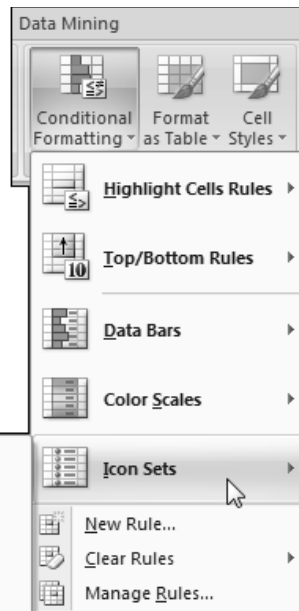 Data Mining
Conditional Formatting
Format as Table
Cell Styles
Highlight Cells Rules
Top/Bottom Rules
10
Data Bars
Color Scales
Icon Sets
New Rule...
Clear Rules
Manage Rules...